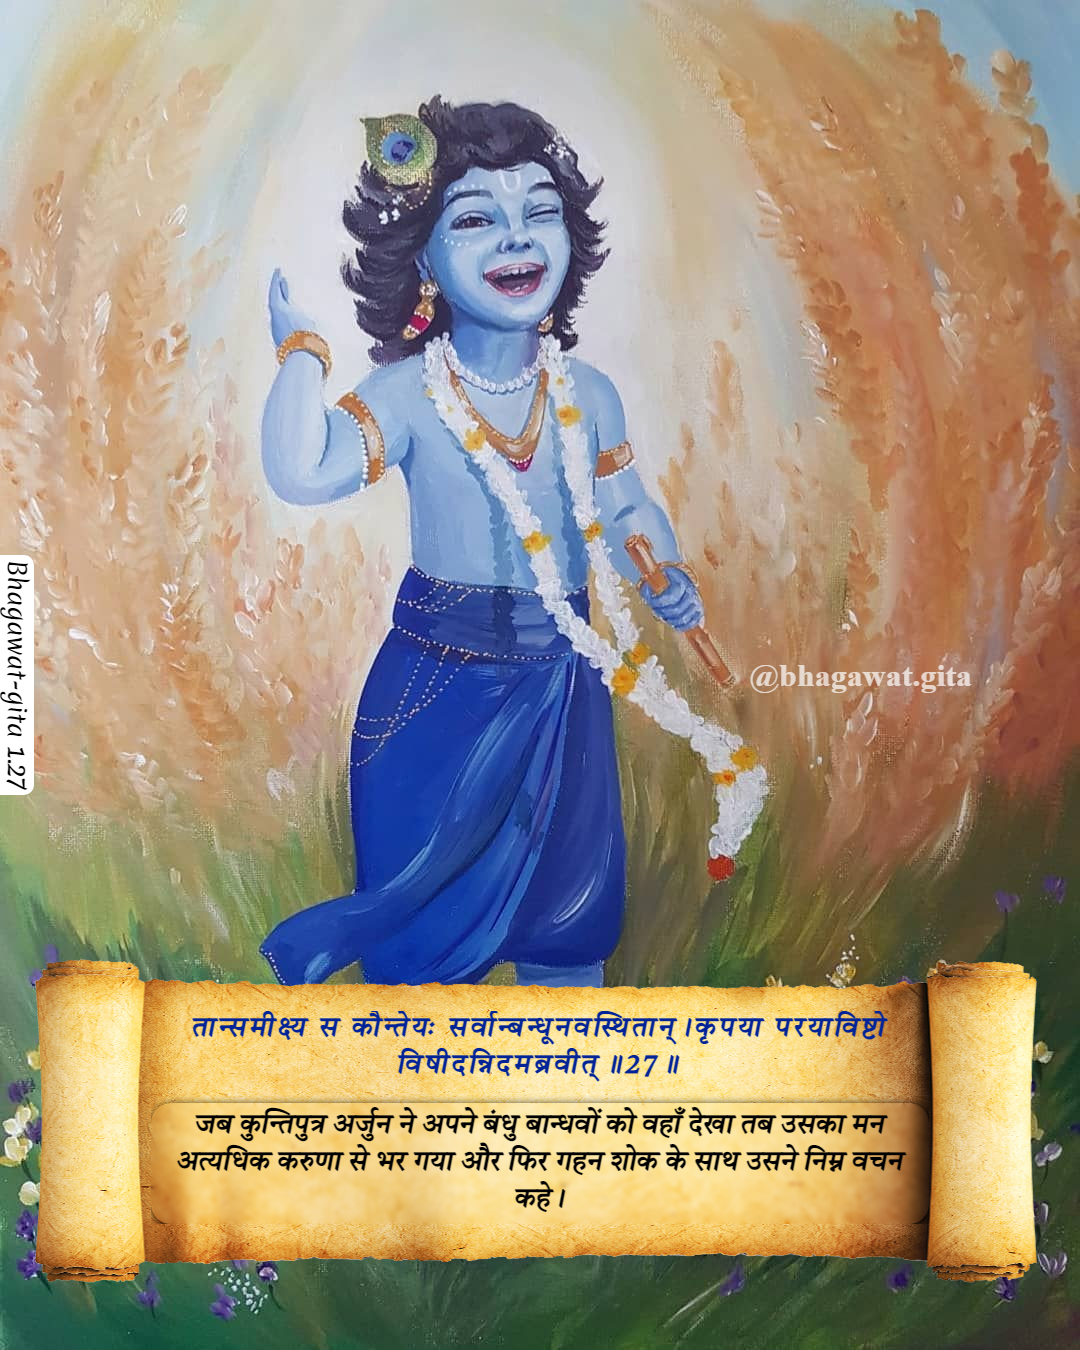 Bhagawat-gita 1.27
@bhagawat.gita
तान्समीक्ष्य स कौन्तेयः सर्वान्बन्धूनवस्थितान् ।कृपया परयाविष्टो
विषीदन्निदमब्रवीत् ॥27॥
जब कुन्तिपुत्र अर्जुन ने अपने बंधु बान्धवों को वहाँ देखा तब उसका मन
अत्यधिक करुणा से भर गया और फिर गहन शोक के साथ उसने निम्न वचन
कहे।